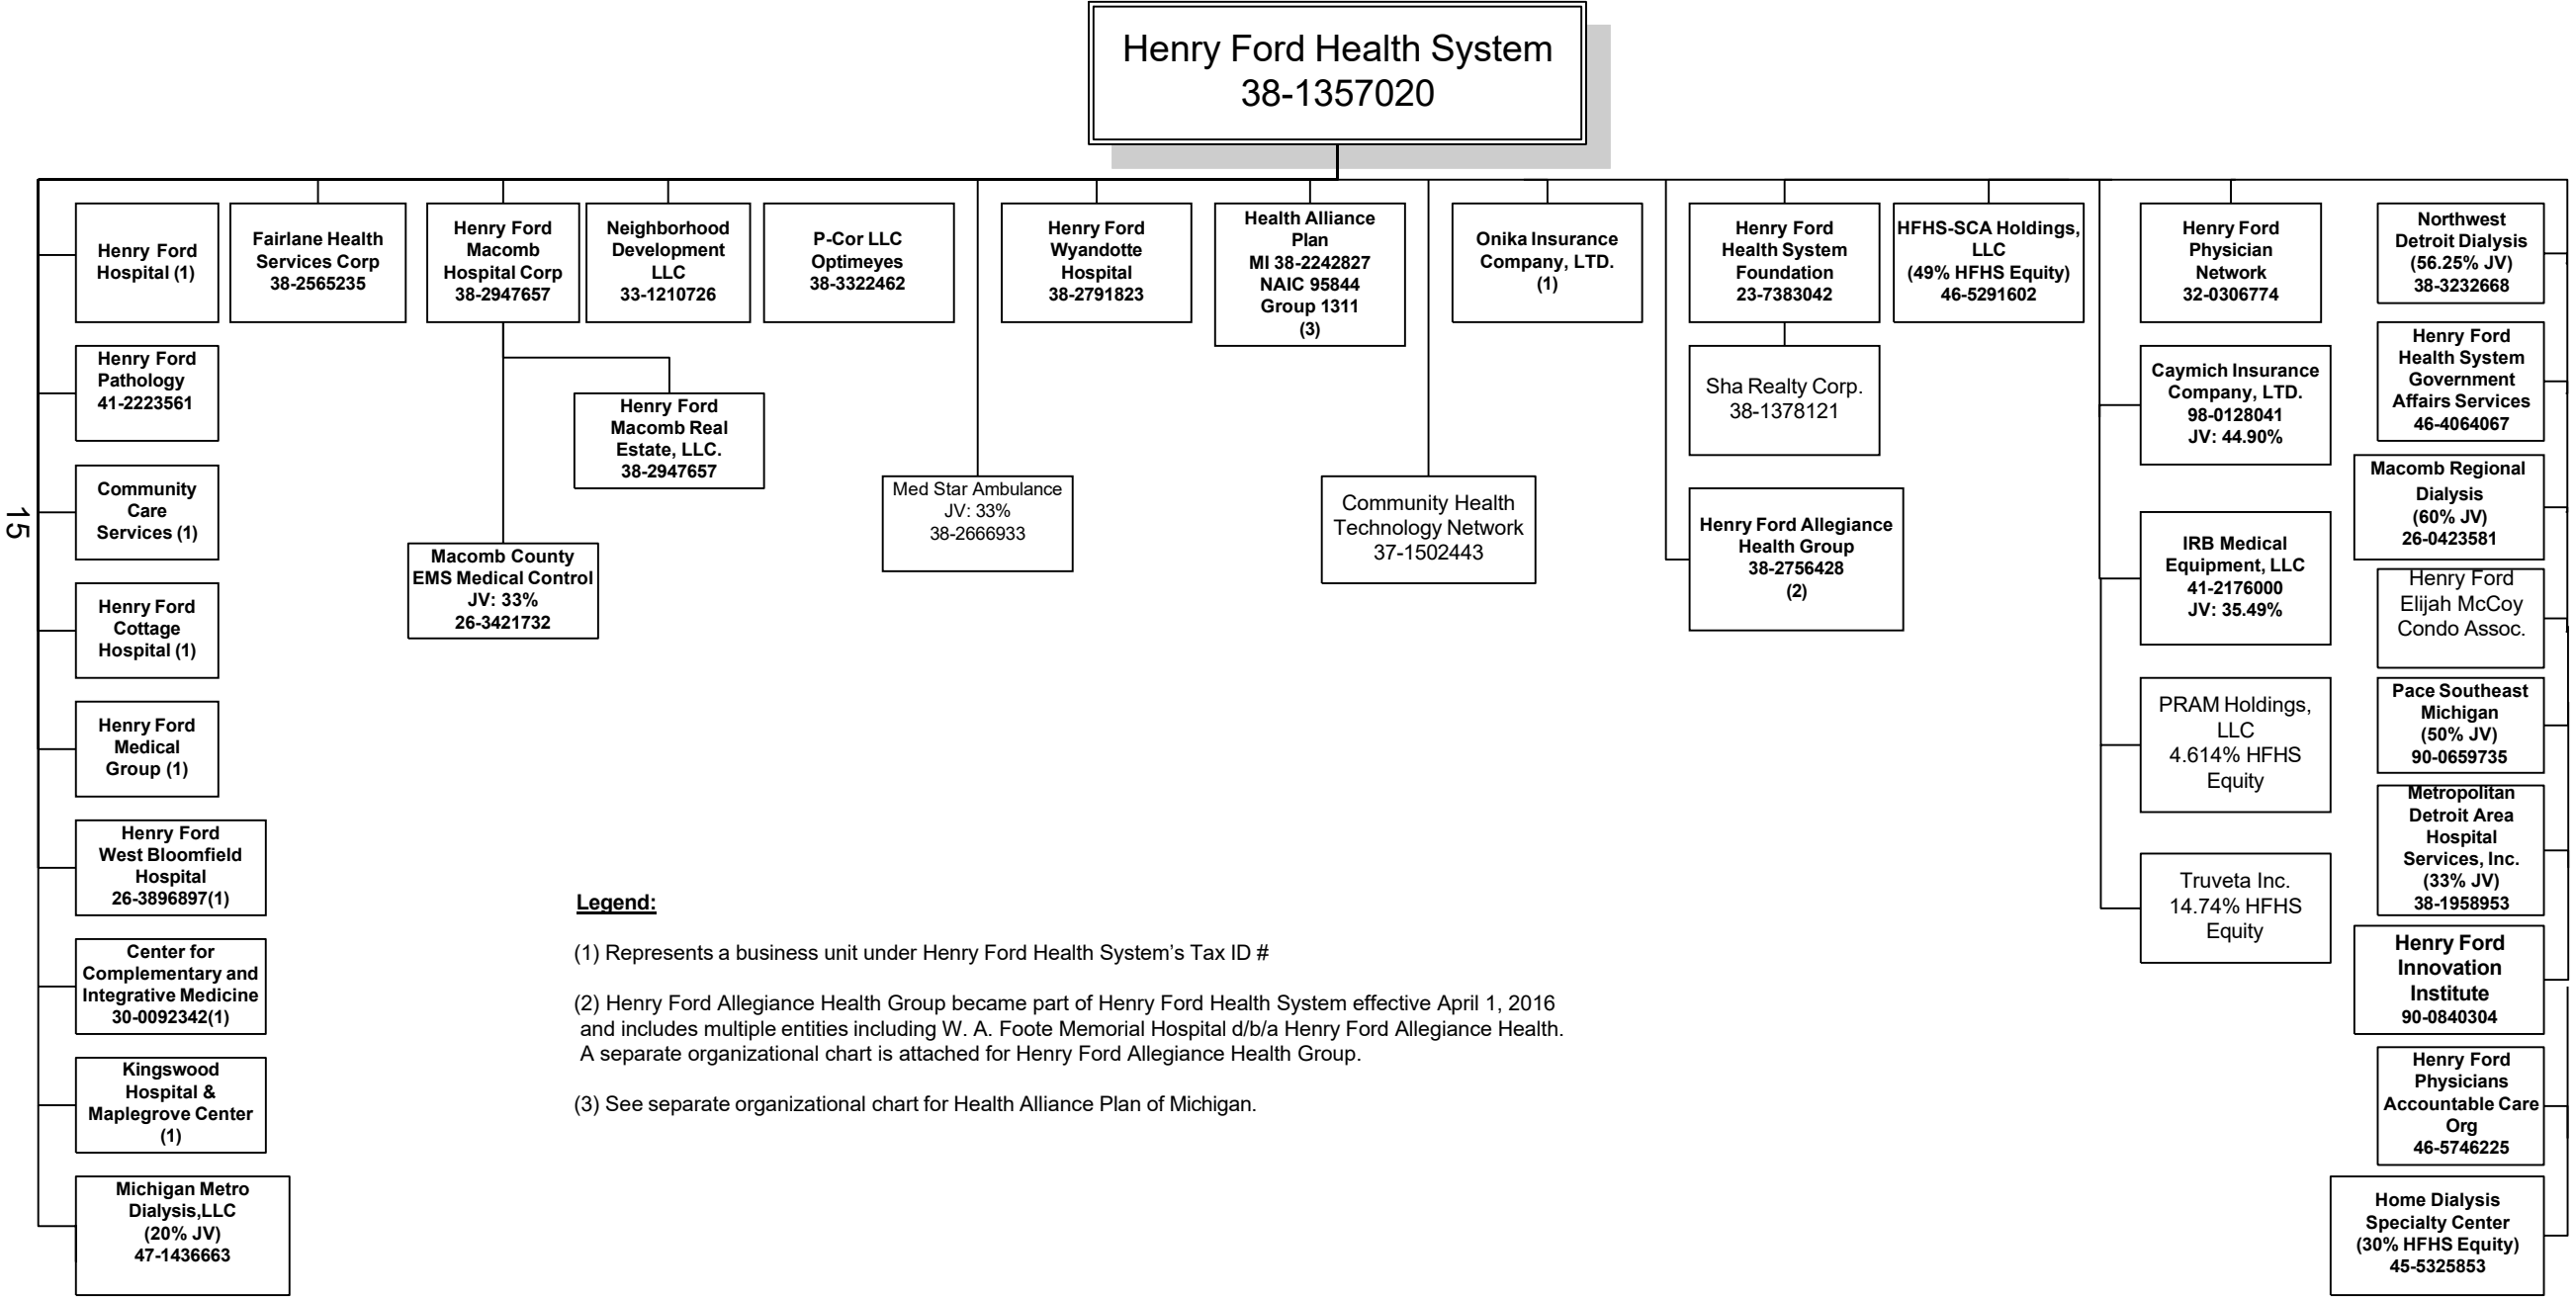 Henry Ford Health System
38-1357020
Henry Ford
Hospital (1)
Fairlane Health
Services Corp
38-2565235
Henry Ford
Macomb
Hospital Corp
38-2947657
Neighborhood
Development
LLC
33-1210726
P-Cor LLC
Optimeyes
38-3322462
Henry Ford
Wyandotte
Hospital
38-2791823
Health Alliance
Plan
MI 38-2242827
NAIC 95844
Group 1311
(3)
Onika Insurance
Company, LTD.
(1)
Henry Ford
Health System
Foundation
23-7383042
HFHS-SCA Holdings,
LLC
(49% HFHS Equity)
46-5291602
Henry Ford
Physician
Network
32-0306774
Northwest
Detroit Dialysis
(56.25% JV)
38-3232668
Henry Ford
Pathology
41-2223561
Henry Ford
Macomb Real
Estate, LLC.
38-2947657
Sha Realty Corp.
38-1378121
Caymich Insurance
Company, LTD.
98-0128041
JV: 44.90%
Henry Ford
Health System
Government
Affairs Services
46-4064067
Community
Care
Services (1)
Macomb County
EMS Medical Control
JV: 33%
26-3421732
Med Star Ambulance
JV: 33%
38-2666933
Community Health
Technology Network
37-1502443
Henry Ford Allegiance
Health Group
38-2756428
(2)
IRB Medical
Equipment, LLC
41-2176000
JV: 35.49%
Macomb Regional
Dialysis
(60% JV)
26-0423581
15
Henry Ford
Cottage
Hospital (1)
Henry Ford
Elijah McCoy
Condo Assoc.
Henry Ford
Medical
Group (1)
PRAM Holdings,
LLC
4.614% HFHS
Equity
Pace Southeast
Michigan
(50% JV)
90-0659735
Henry Ford
West Bloomfield
Hospital
26-3896897(1)
Truveta Inc.
14.74% HFHS
Equity
Metropolitan
Detroit Area
Hospital
Services, Inc.
(33% JV)
38-1958953
Center for
Complementary and
Integrative Medicine
30-0092342(1)
Henry Ford
Innovation
Institute
90-0840304
Kingswood
Hospital &
Maplegrove Center
(1)
Henry Ford
Physicians
Accountable Care
Org
46-5746225
Michigan Metro
Dialysis,LLC
(20% JV)
47-1436663
Home Dialysis
Specialty Center
(30% HFHS Equity)
45-5325853
Legend:
(1) Represents a business unit under Henry Ford Health System’s Tax ID #
(2) Henry Ford Allegiance Health Group became part of Henry Ford Health System effective April 1, 2016
and includes multiple entities including W. A. Foote Memorial Hospital d/b/a Henry Ford Allegiance Health.
A separate organizational chart is attached for Henry Ford Allegiance Health Group.
(3) See separate organizational chart for Health Alliance Plan of Michigan.